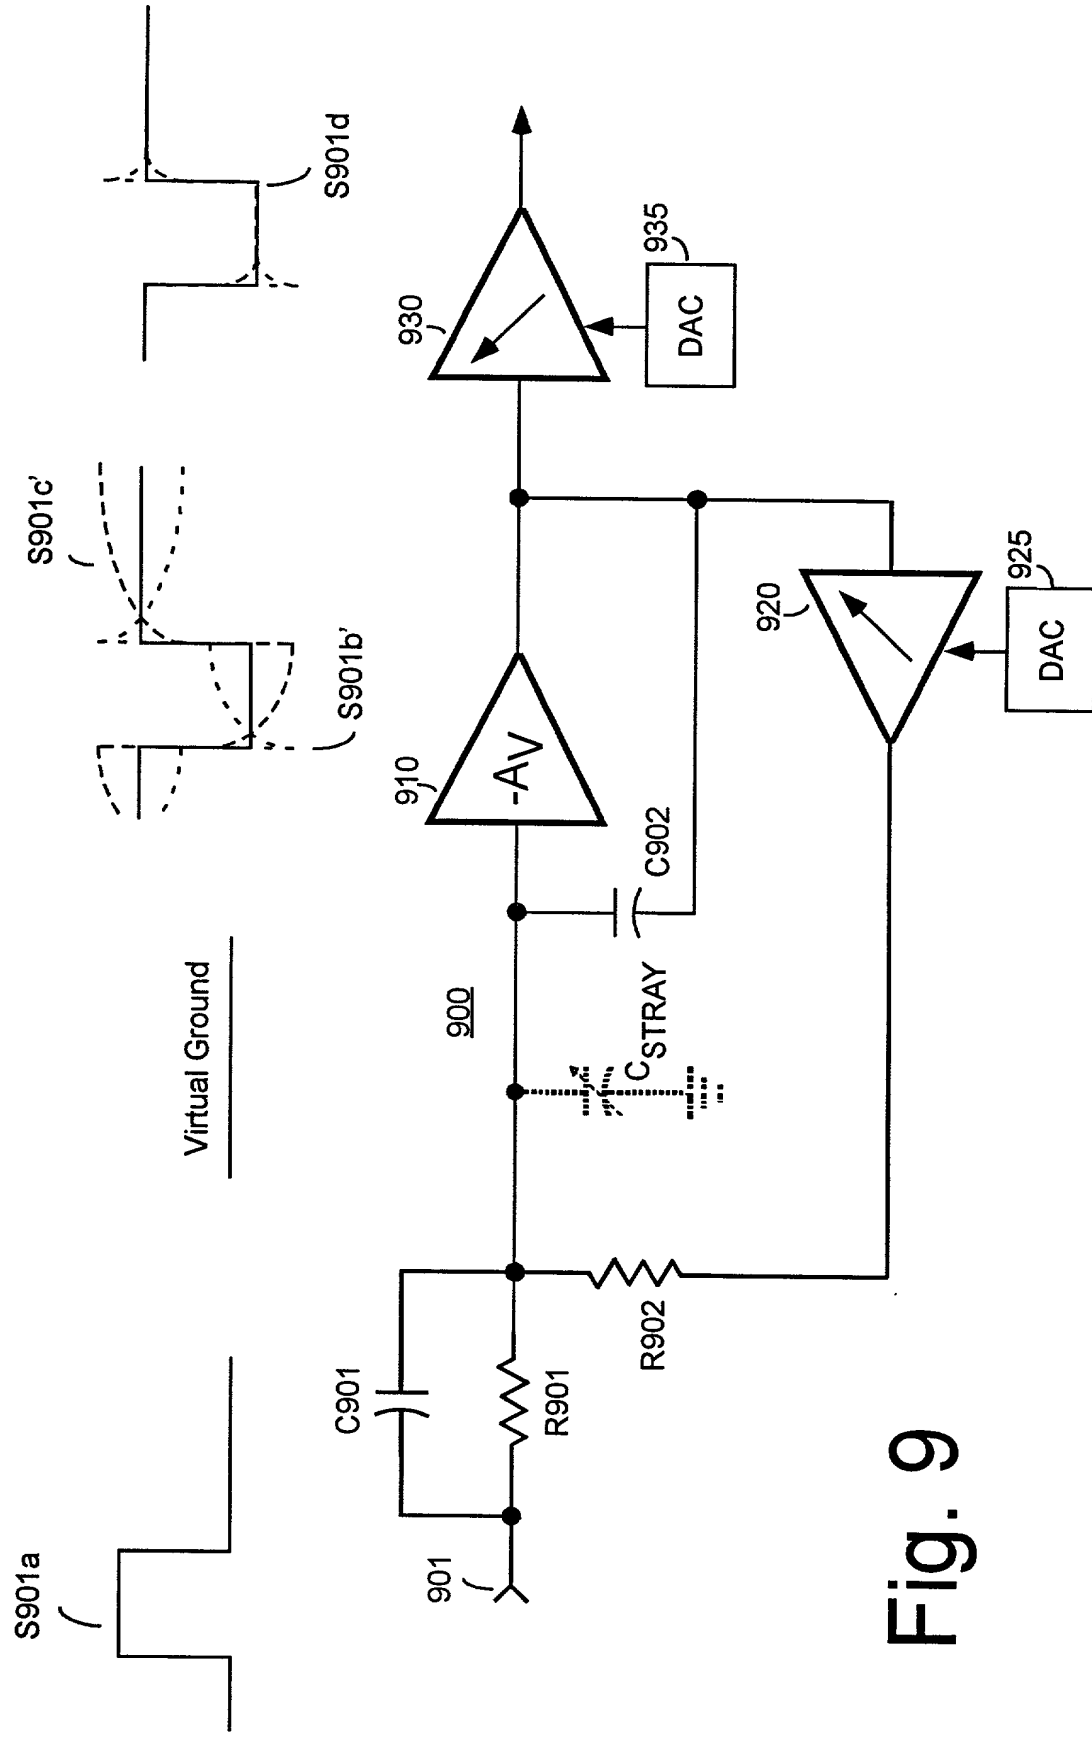 S901a
Virtual Ground
S901c'
S901b'
S901d
901
C901
R901
R902
900
CSTRAY
C902
910
-AV
920
DAC
925
930
DAC
935
Fig. 9